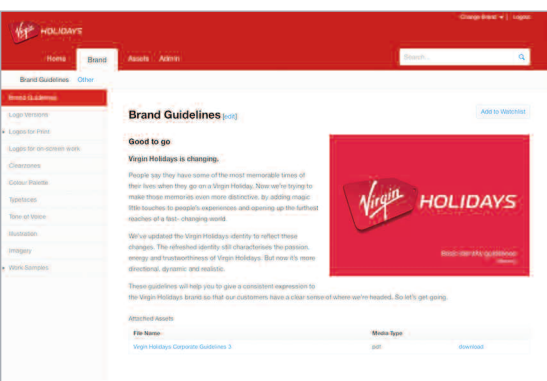 Change Brand | Logout
Virgin HOLIDAYS
Home Brand Assets Admin
Search...
Brand Guidelines Other
Brand Guidelines
Logo Versions
Logos for Print
Logos for on-screen work
Clearzones
Colour Palette
Typefaces
Tone of Voice
Illustration
Imagery
Work Samples
Brand Guidelines [edit]
Add to Watchlist
Good to go
Virgin Holidays is changing.
People say they have some of the most memorable times of
their lives when they go on a Virgin Holiday. Now we're trying to
make those moments even more distinctive, by adding magic
little touches to people's experiences and opening up the furthest
reaches of a fast- changing world.
We've updated the Virgin Holidays identity to reflect these
changes. The refreshed identity still characterises the passion,
energy and trustworthiness of Virgin Holidays. But now it's more
directional, dynamic and realistic.
These guidelines will help you to give a consistent expression to
the Virgin Holidays brand so that our customers have a clear sense of where we're headed. So let's get going.
Virgin HOLIDAYS
Brand identity guidelines
Attached Assets
File Name Media Type
Virgin Holidays Corporate Guidelines 3 pdf download